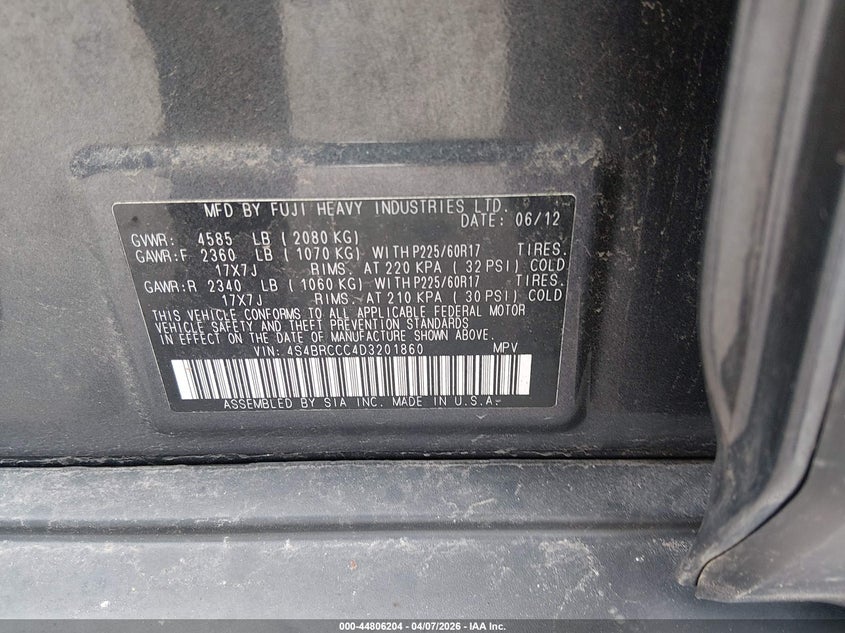 MFD BY FUJI HEAVY INDUSTRIES LTD.
DATE: 06/12
GVWR: 4585 LB ( 2080 KG)
GAWR:F 2360 LB ( 1070 KG) WITH P225/60R17 TIRES.
17X7J RIMS. AT 220 KPA ( 32 PSI) COLD
GAWR:R 2340 LB ( 1060 KG) WITH P225/60R17 TIRES.
17X7J RIMS. AT 210 KPA ( 30 PSI) COLD
THIS VEHICLE CONFORMS TO ALL APPLICABLE FEDERAL MOTOR
VEHICLE SAFETY AND THEFT PREVENTION STANDARDS
IN EFFECT ON THE DATE OF MANUFACTURE SHOWN ABOVE.
VIN: 4S4BRCCC4D3201860 MPV
ASSEMBLED BY SIA INC. MADE IN U.S.A.
000-44806204 - 04/07/2026 - IAA Inc.